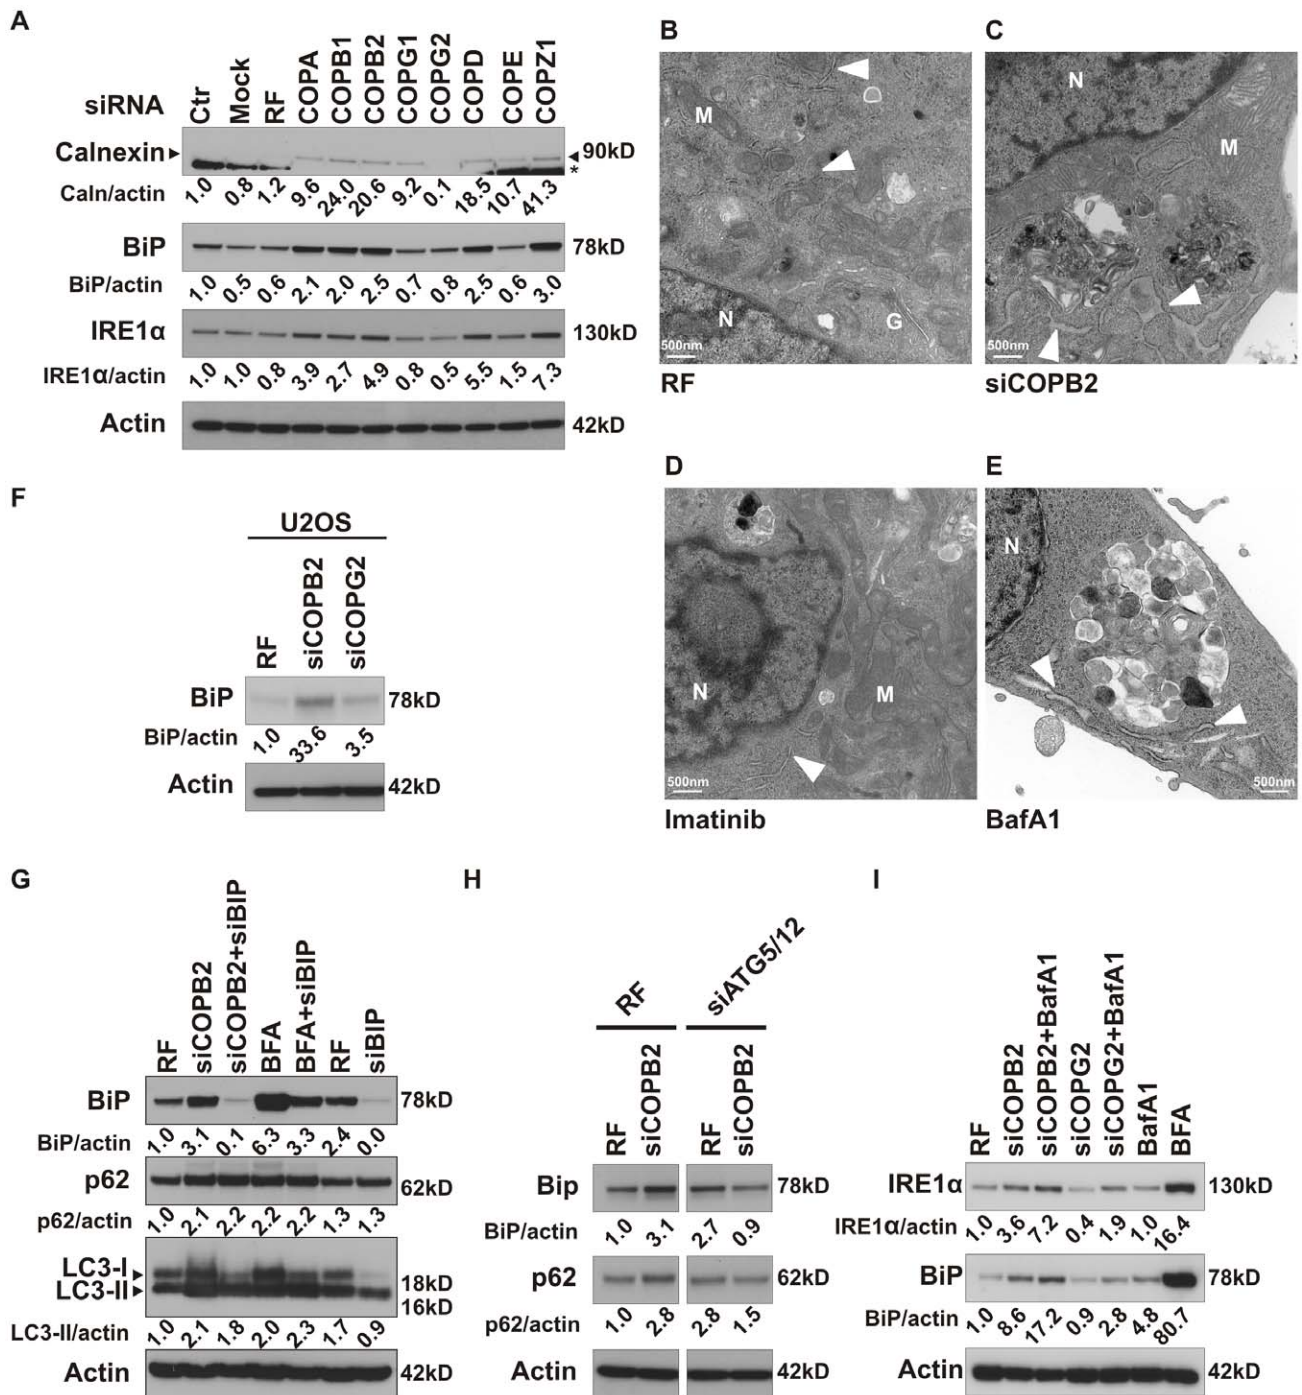 A
siRNA Ctr Mock RF COPA COPB1 COPB2 COPG1 COPG2 COPD COPE COPZ1
Calnexin 90kD
*
Caln/actin 1.0 0.8 1.2 9.6 24.0 20.6 9.2 0.1 18.5 10.7 41.3
BiP 78kD
BiP/actin 1.0 0.5 0.6 2.1 2.0 2.5 0.7 0.8 2.5 0.6 3.0
IRE1α 130kD
IRE1α/actin 1.0 1.0 0.8 3.9 2.7 4.9 0.8 0.5 5.5 1.5 7.3
Actin 42kD
B
M
N
G
500nm
RF
C
N
M
500nm
siCOPB2
D
N
M
500nm
Imatinib
E
N
500nm
BafA1
F
U2OS
RF siCOPB2 siCOPG2
BiP 78kD
BiP/actin 1.0 33.6 3.5
Actin 42kD
G
RF siCOPB2 siCOPB2+siBIP BFA BFA+siBIP RF siBIP
BiP 78kD
BiP/actin 1.0 3.1 0.1 6.3 3.3 2.4 0.0
p62 62kD
p62/actin 1.0 2.1 2.2 2.2 2.2 1.3 1.3
LC3-I 18kD
LC3-II 16kD
LC3-II/actin 1.0 2.1 1.8 2.0 2.3 1.7 0.9
Actin 42kD
H
RF siATG5/12
RF siCOPB2 RF siCOPB2
Bip 78kD
BiP/actin 1.0 3.1 2.7 0.9
p62 62kD
p62/actin 1.0 2.8 2.8 1.5
Actin 42kD
I
RF siCOPB2 siCOPB2+BafA1 siCOPG2 siCOPG2+BafA1 BafA1 BFA
IRE1α 130kD
IRE1α/actin 1.0 3.6 7.2 0.4 1.9 1.0 16.4
BiP 78kD
BiP/actin 1.0 8.6 17.2 0.9 2.8 4.8 80.7
Actin 42kD